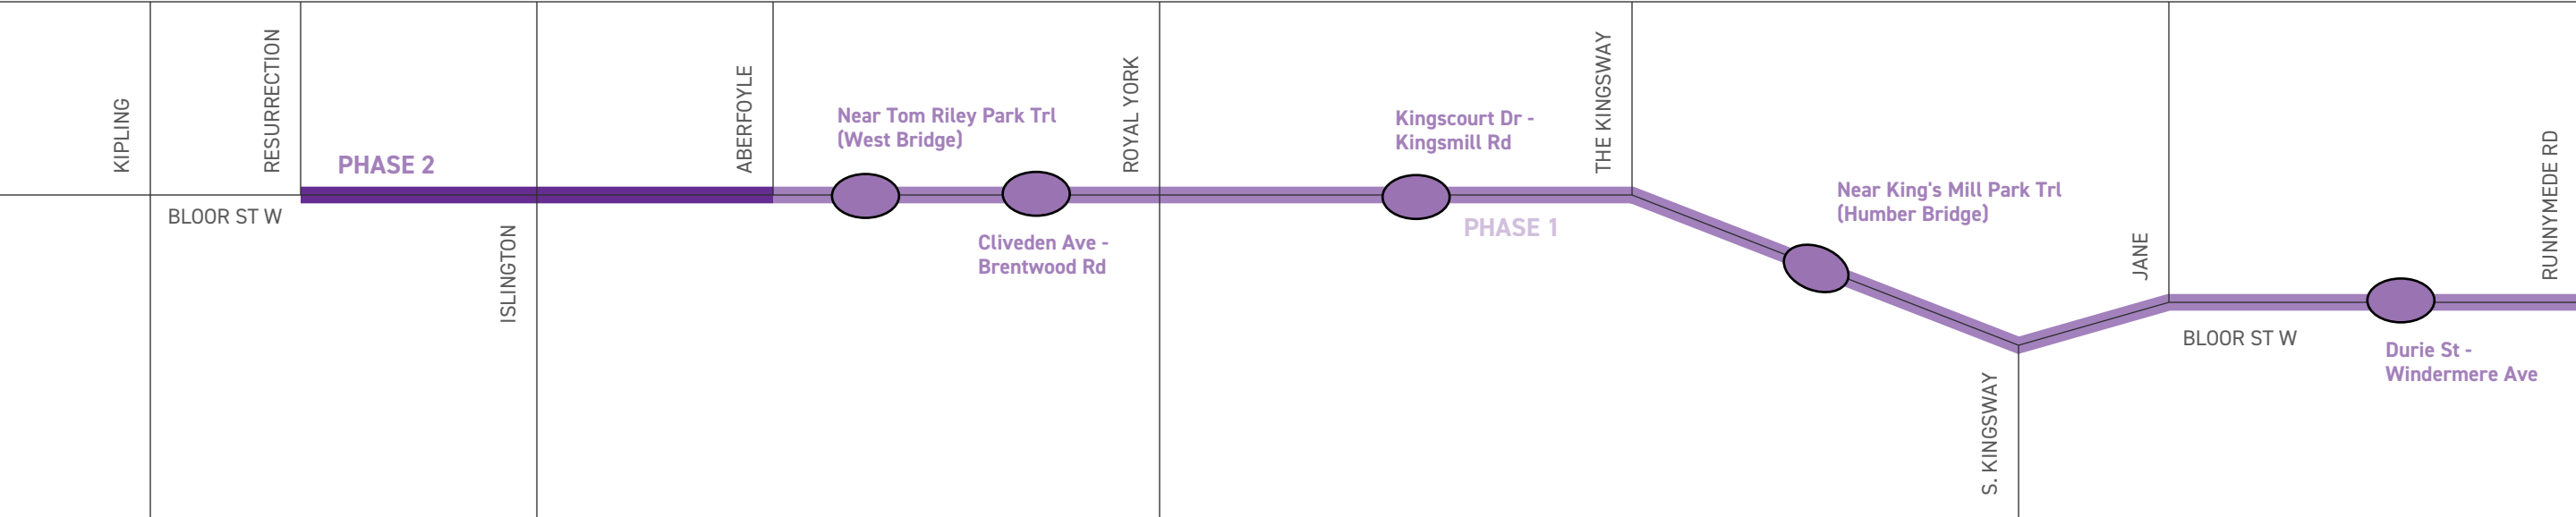 KIPLING
RESURRECTION
PHASE 2
BLOOR ST W
ISLINGTON
ABERFOYLE
Near Tom Riley Park Trl
(West Bridge)
Cliveden Ave -
Brentwood Rd
ROYAL YORK
Kingscourt Dr -
Kingsmill Rd
PHASE 1
THE KINGSWAY
Near King's Mill Park Trl
(Humber Bridge)
S. KINGSWAY
JANE
BLOOR ST W
Durie St -
Windermere Ave
RUNNYMEDE RD